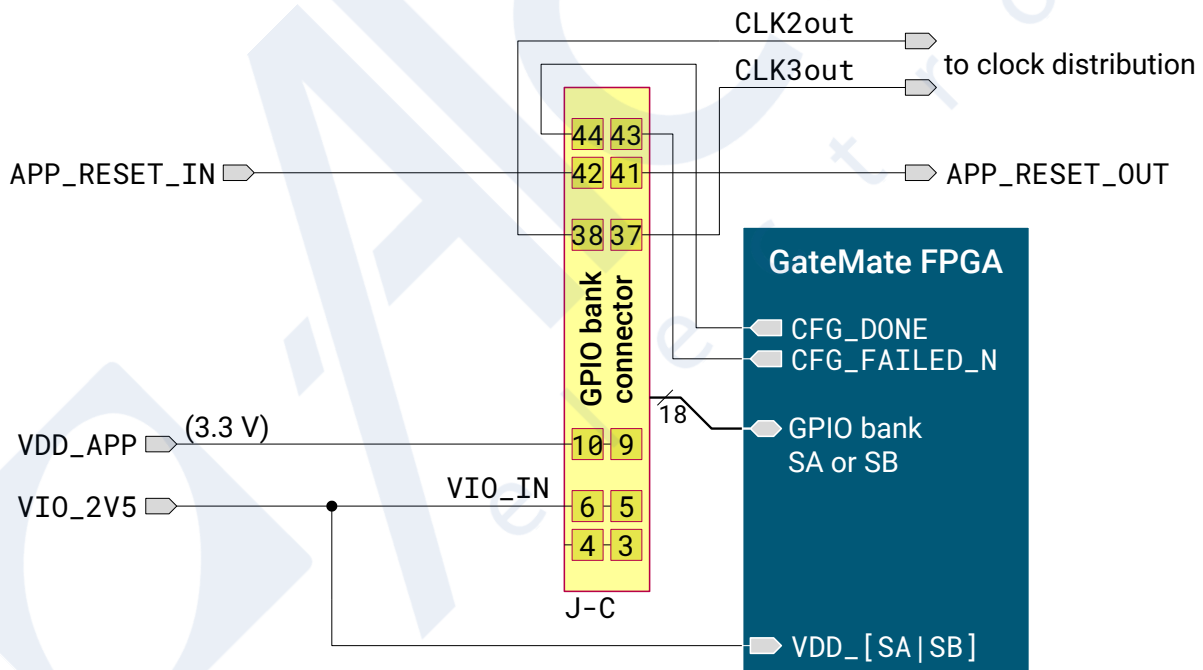 CLK2out
to clock distribution
CLK3out
44 43
APP_RESET_IN
42 41
APP_RESET_OUT
38 37
GateMate FPGA
GPIO bank
connector
CFG_DONE
CFG_FAILED_N
18
GPIO bank
SA or SB
VDD_APP
(3.3 V)
10 9
VIO_2V5
VIO_IN
6 5
4 3
J-C
VDD_[SA|SB]